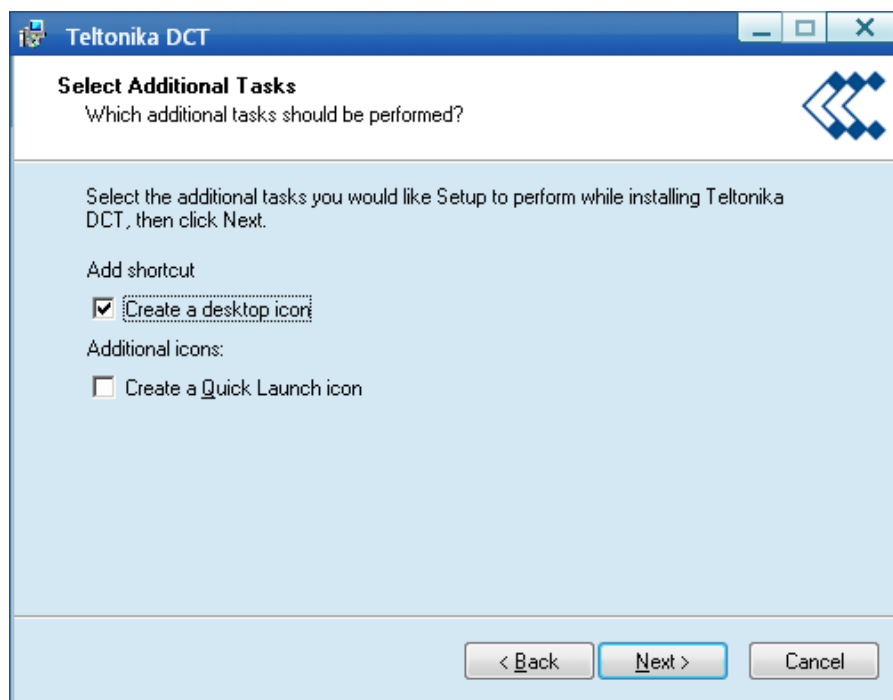 Teltonika DCT
Select Additional Tasks
Which additional tasks should be performed?
Select the additional tasks you would like Setup to perform while installing Teltonika
DCT, then click Next.
Add shortcut
Create a desktop icon
Additional icons:
Create a Quick Launch icon
< Back Next > Cancel